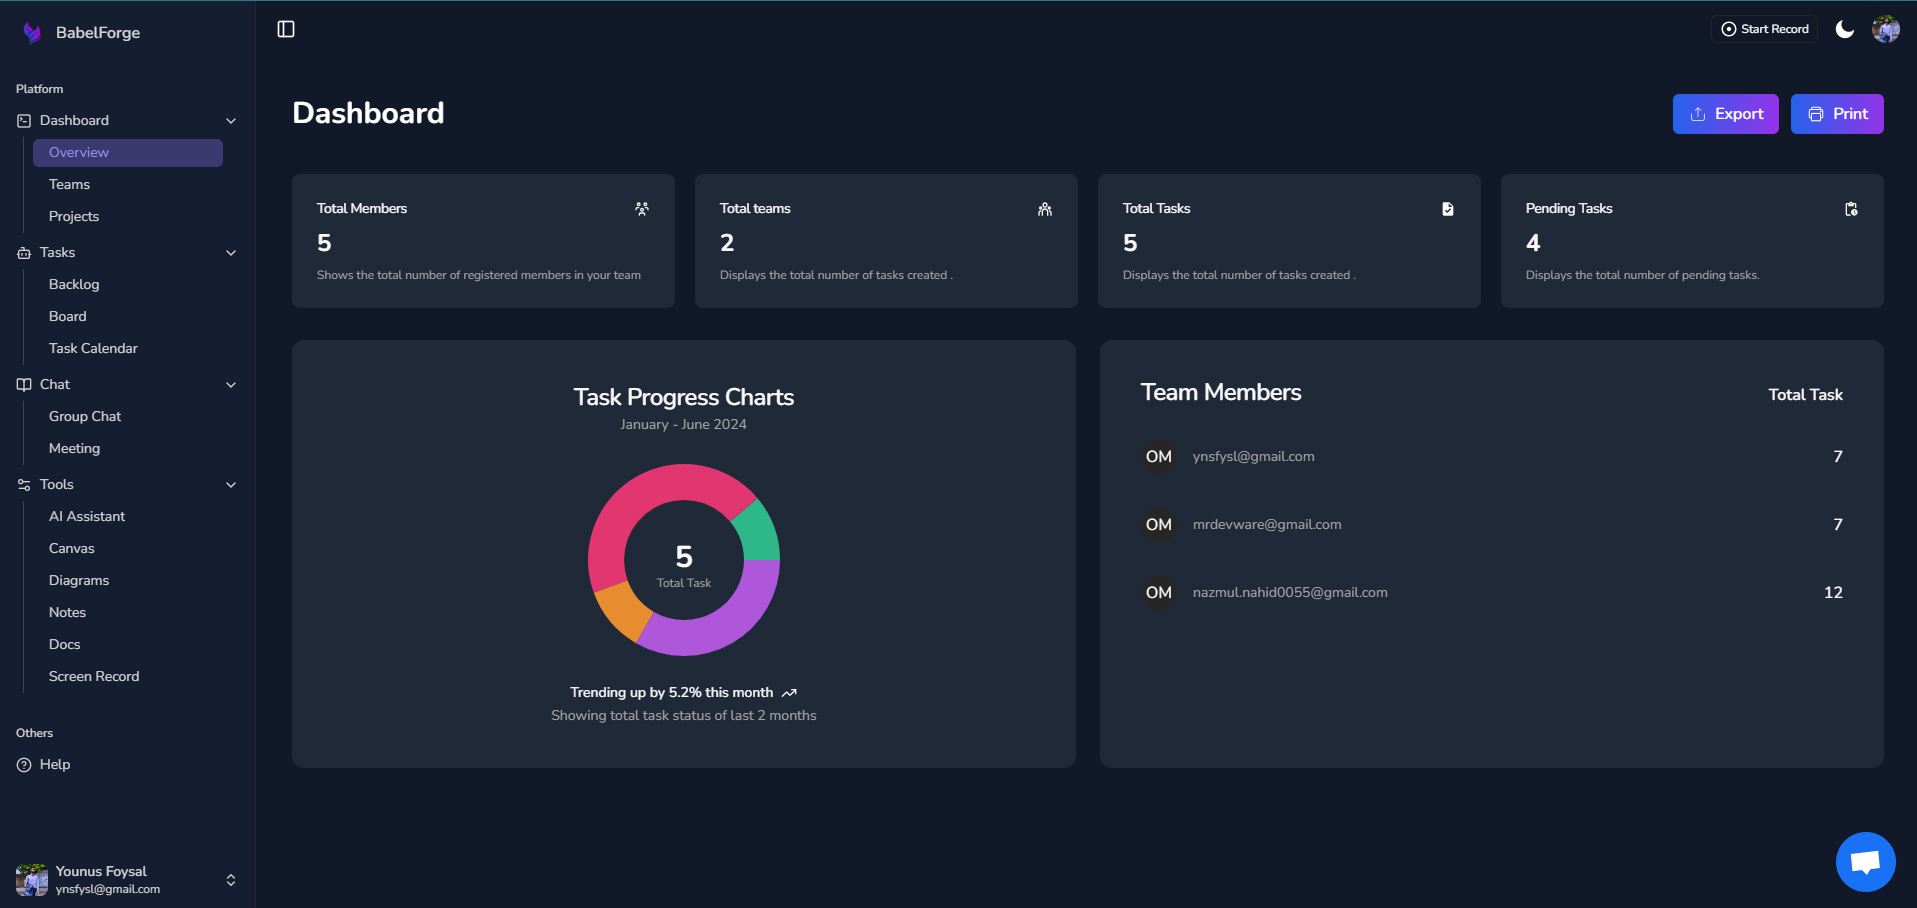 BabelForge
Platform
Dashboard
Overview
Teams
Projects
Tasks
Backlog
Board
Task Calendar
Chat
Group Chat
Meeting
Tools
AI Assistant
Canvas
Diagrams
Notes
Docs
Screen Record
Others
Help
Younus Foysal
ynsfysl@gmail.com
Start Record
Dashboard
Export
Print
Total Members
5
Shows the total number of registered members in your team
Total teams
2
Displays the total number of tasks created .
Total Tasks
5
Displays the total number of tasks created .
Pending Tasks
4
Displays the total number of pending tasks.
Task Progress Charts
January - June 2024
5
Total Task
Trending up by 5.2% this month
Showing total task status of last 2 months
Team Members
Total Task
OM ynsfysl@gmail.com 7
OM mrdevware@gmail.com 7
OM nazmul.nahid0055@gmail.com 12